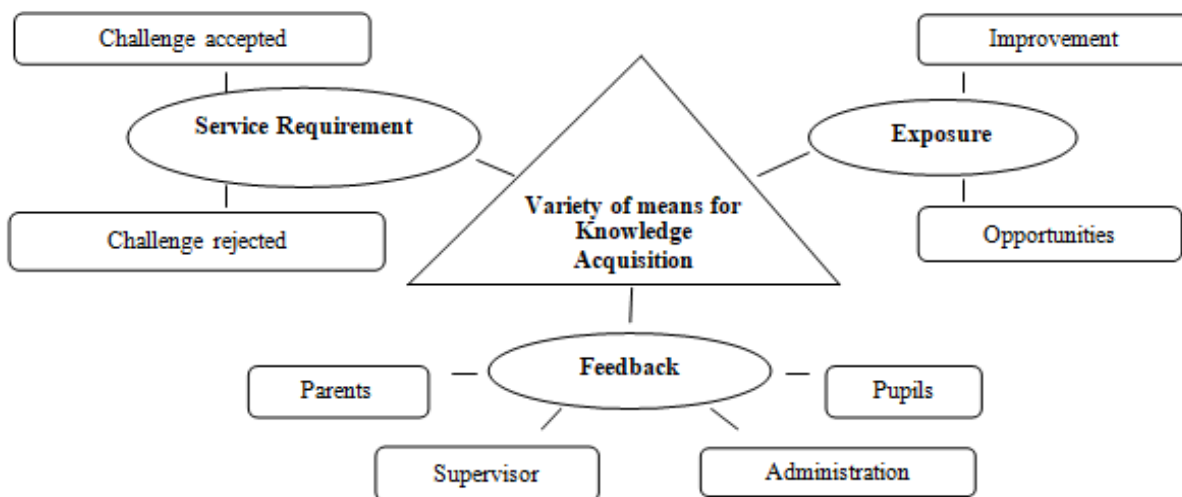 Challenge accepted
Improvement
Service Requirement
Exposure
Variety of means for
Knowledge
Acquisition
Challenge rejected
Opportunities
Feedback
Parents
Pupils
Supervisor
Administration